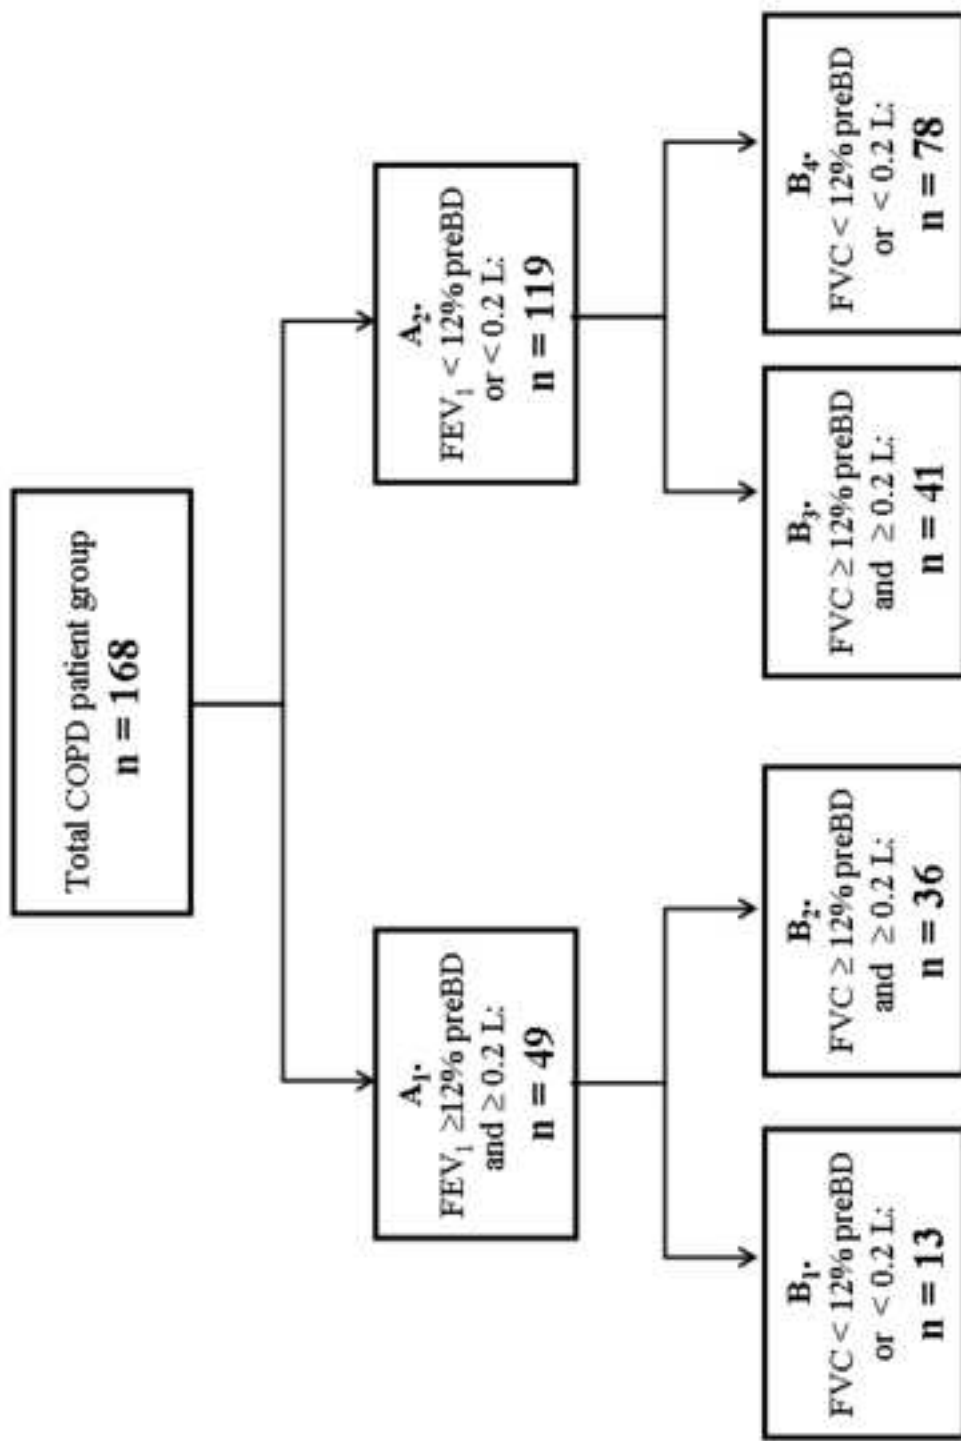 Total COPD patient group
n = 168
A₁.
FEV₁ ≥12% preBD
and ≥ 0.2 L:
n = 49
A₂.
FEV₁ < 12% preBD
or < 0.2 L:
n = 119
B₁.
FVC < 12% preBD
or < 0.2 L:
n = 13
B₂.
FVC ≥ 12% preBD
and ≥ 0.2 L:
n = 36
B₃.
FVC ≥ 12% preBD
and ≥ 0.2 L:
n = 41
B₄.
FVC < 12% preBD
or < 0.2 L:
n = 78